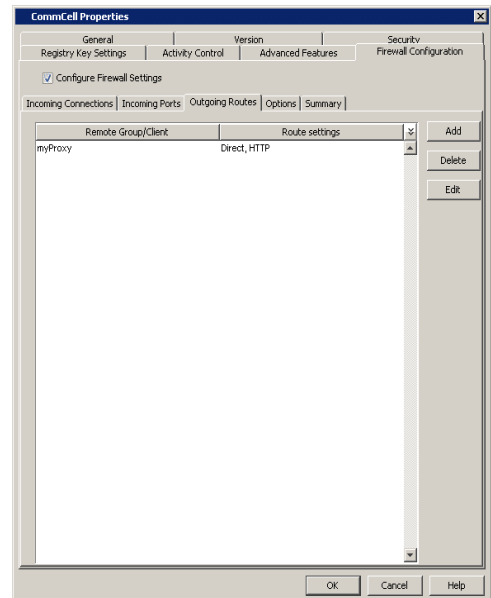 CommCell Properties
General Version Security
Registry Key Settings Activity Control Advanced Features Firewall Configuration
Configure Firewall Settings
Incoming Connections Incoming Ports Outgoing Routes Options Summary
Remote Group/Client Route settings Add
myProxy Direct, HTTP
Delete
Edit
OK Cancel Help